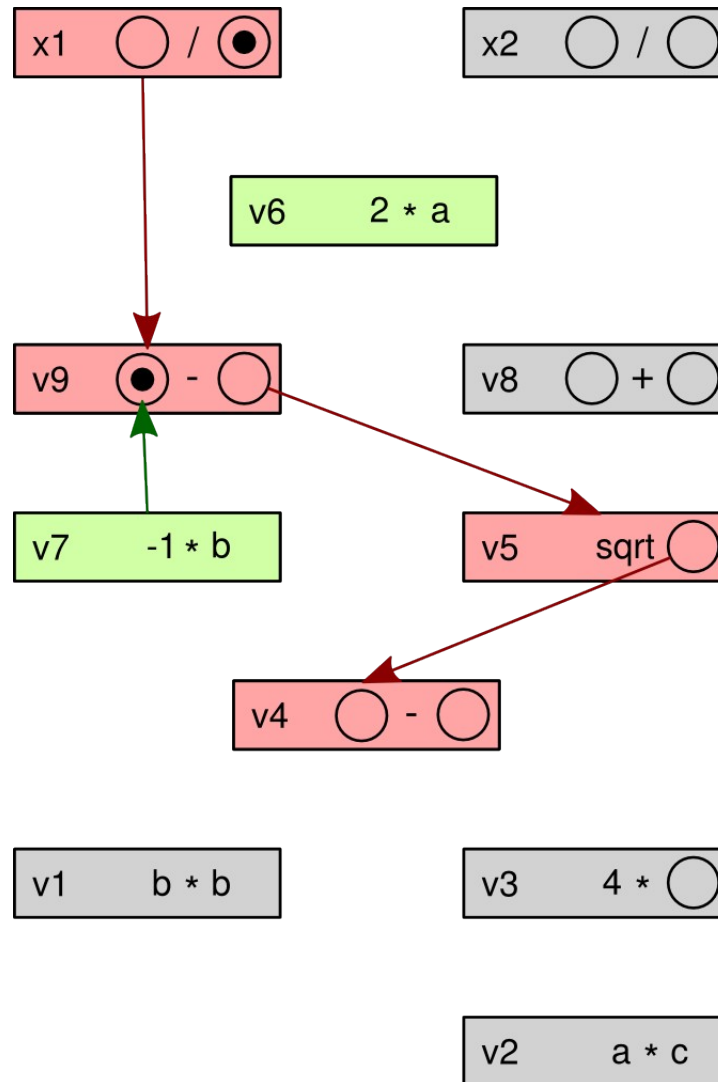 x1 /
x2 /
v6 2 * a
v9 -
v8 +
v7 -1 * b
v5 sqrt
v4 -
v1 b * b
v3 4 *
v2 a * c